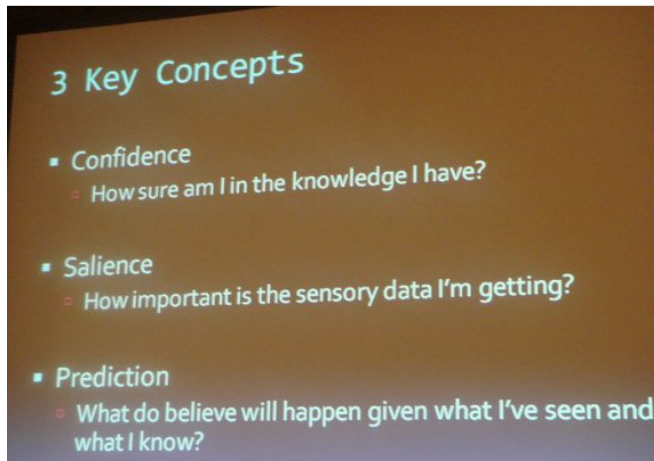 3 Key Concepts
▪ Confidence
▫ How sure am I in the knowledge I have?
▪ Salience
▫ How important is the sensory data I'm getting?
▪ Prediction
▫ What do believe will happen given what I've seen and
what I know?